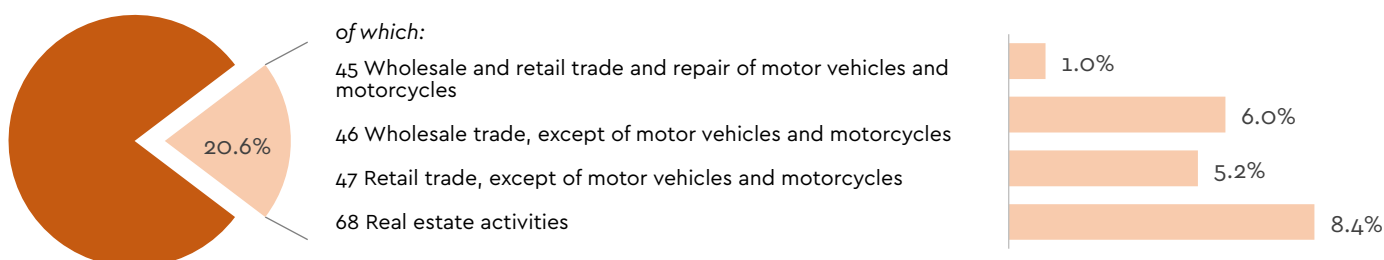 of which:
45 Wholesale and retail trade and repair of motor vehicles and
motorcycles
1.0%
46 Wholesale trade, except of motor vehicles and motorcycles
6.0%
20.6%
47 Retail trade, except of motor vehicles and motorcycles
5.2%
68 Real estate activities
8.4%